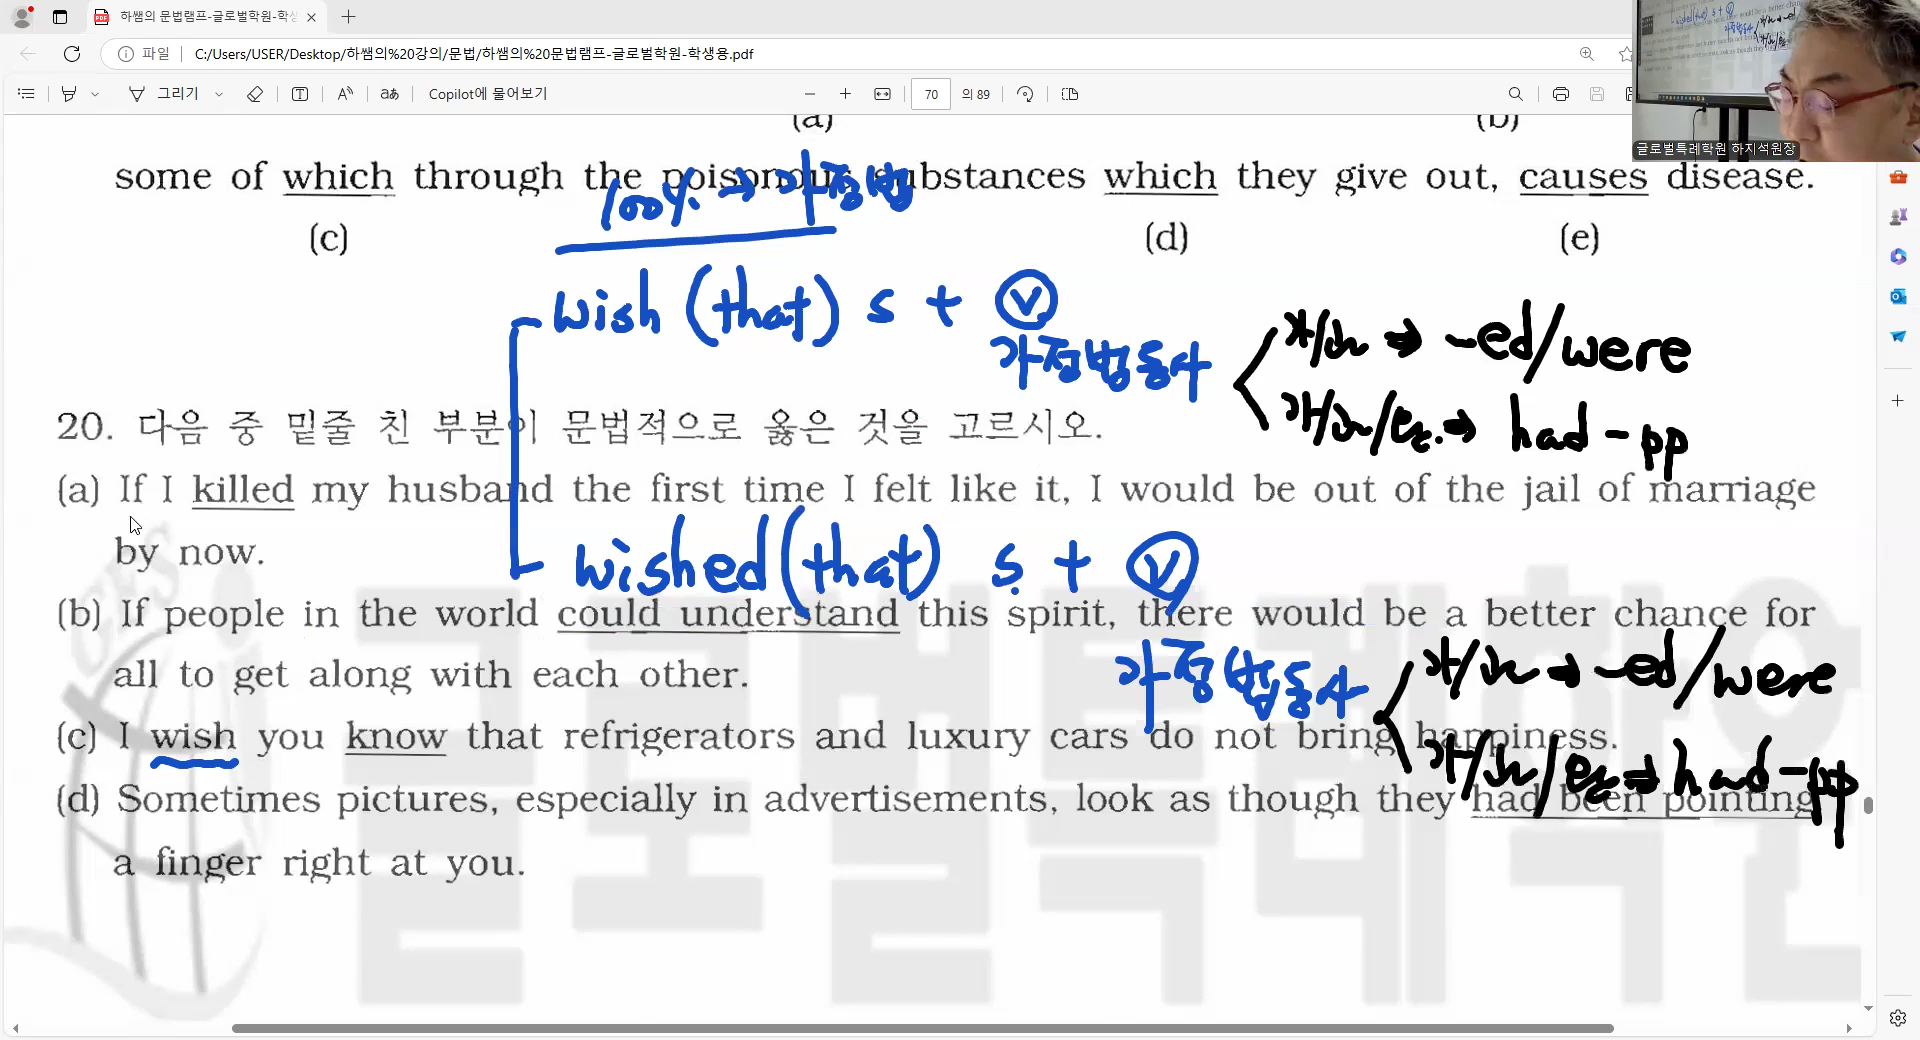 하쌤의 문법램프-글로벌학원-학생
파일 C:/Users/USER/Desktop/하쌤의%20강의/문법/하쌤의%20문법램프-글로벌학원-학생용.pdf
그리기 aあ Copilot에 물어보기 70 의 89
글로벌특례학원 하지석원장
(a) (b)
some of which through the poisonous substances which they give out, causes disease.
100% → 가정법
(c) (d) (e)
wish (that) s + v
가정법동사
⇒ -ed/were
⇒ had-pp
20. 다음 중 밑줄 친 부분이 문법적으로 옳은 것을 고르시오.
(a) If I killed my husband the first time I felt like it, I would be out of the jail of marriage
by now.
wished (that) s + v
(b) If people in the world could understand this spirit, there would be a better chance for
all to get along with each other.
가정법동사
⇒ -ed/were
⇒ had-pp
(c) I wish you know that refrigerators and luxury cars do not bring happiness.
(d) Sometimes pictures, especially in advertisements, look as though they had been pointing
a finger right at you.
글로벌특례학원